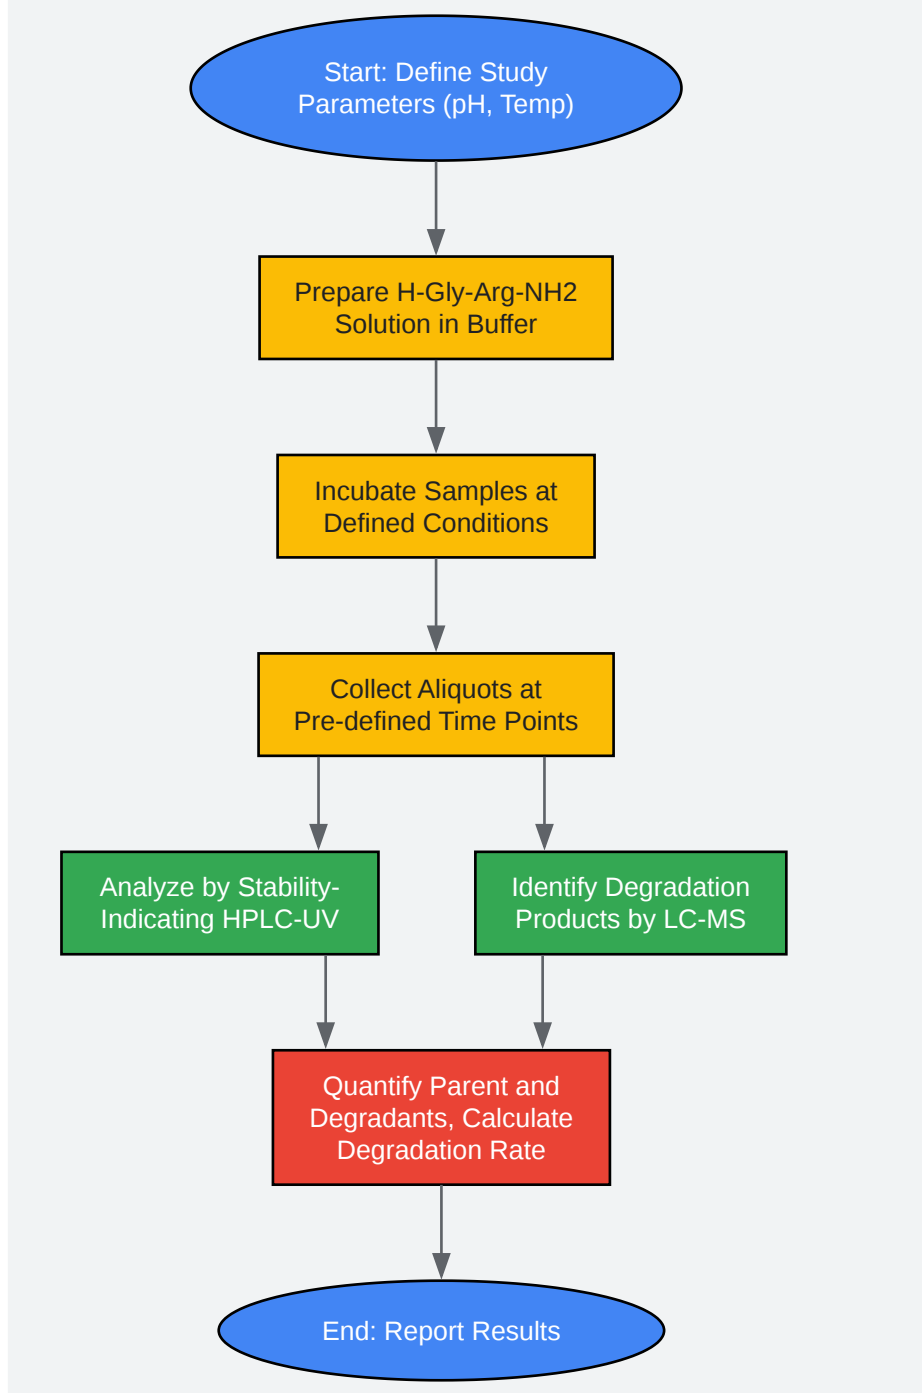 Start: Define Study
Parameters (pH, Temp)
Prepare H-Gly-Arg-NH2
Solution in Buffer
Incubate Samples at
Defined Conditions
Collect Aliquots at
Pre-defined Time Points
Analyze by Stability-
Indicating HPLC-UV
Identify Degradation
Products by LC-MS
Quantify Parent and
Degradants, Calculate
Degradation Rate
End: Report Results